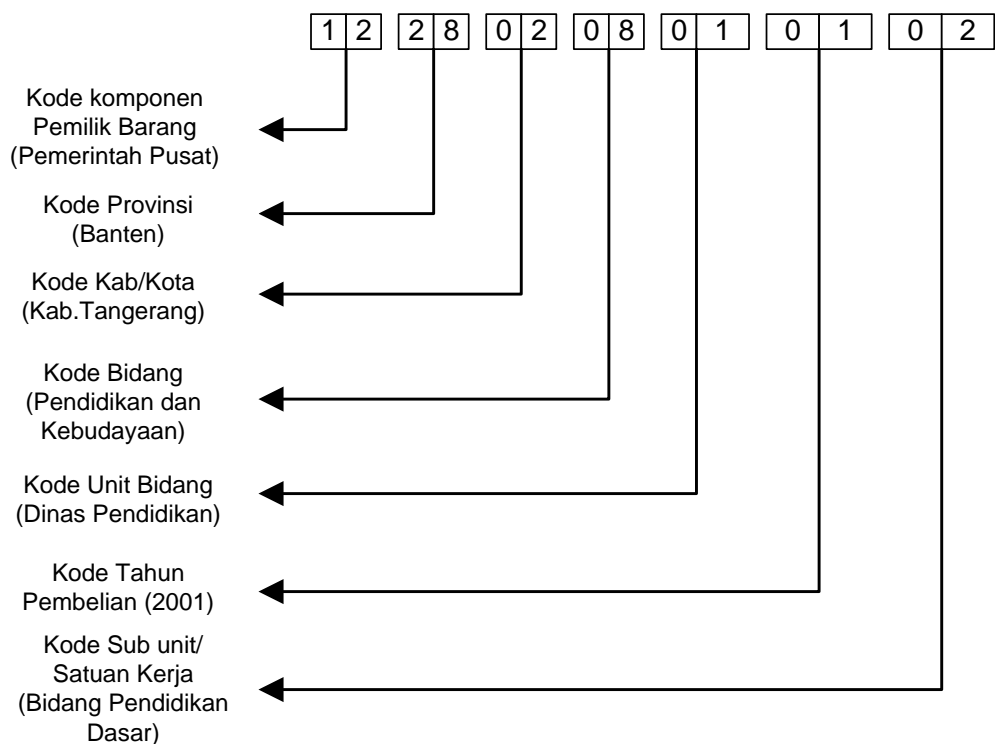 1 2 2 8 0 2 0 8 0 1 0 1 0 2
Kode komponen
Pemilik Barang
(Pemerintah Pusat)
Kode Provinsi
(Banten)
Kode Kab/Kota
(Kab.Tangerang)
Kode Bidang
(Pendidikan dan
Kebudayaan)
Kode Unit Bidang
(Dinas Pendidikan)
Kode Tahun
Pembelian (2001)
Kode Sub unit/
Satuan Kerja
(Bidang Pendidikan
Dasar)